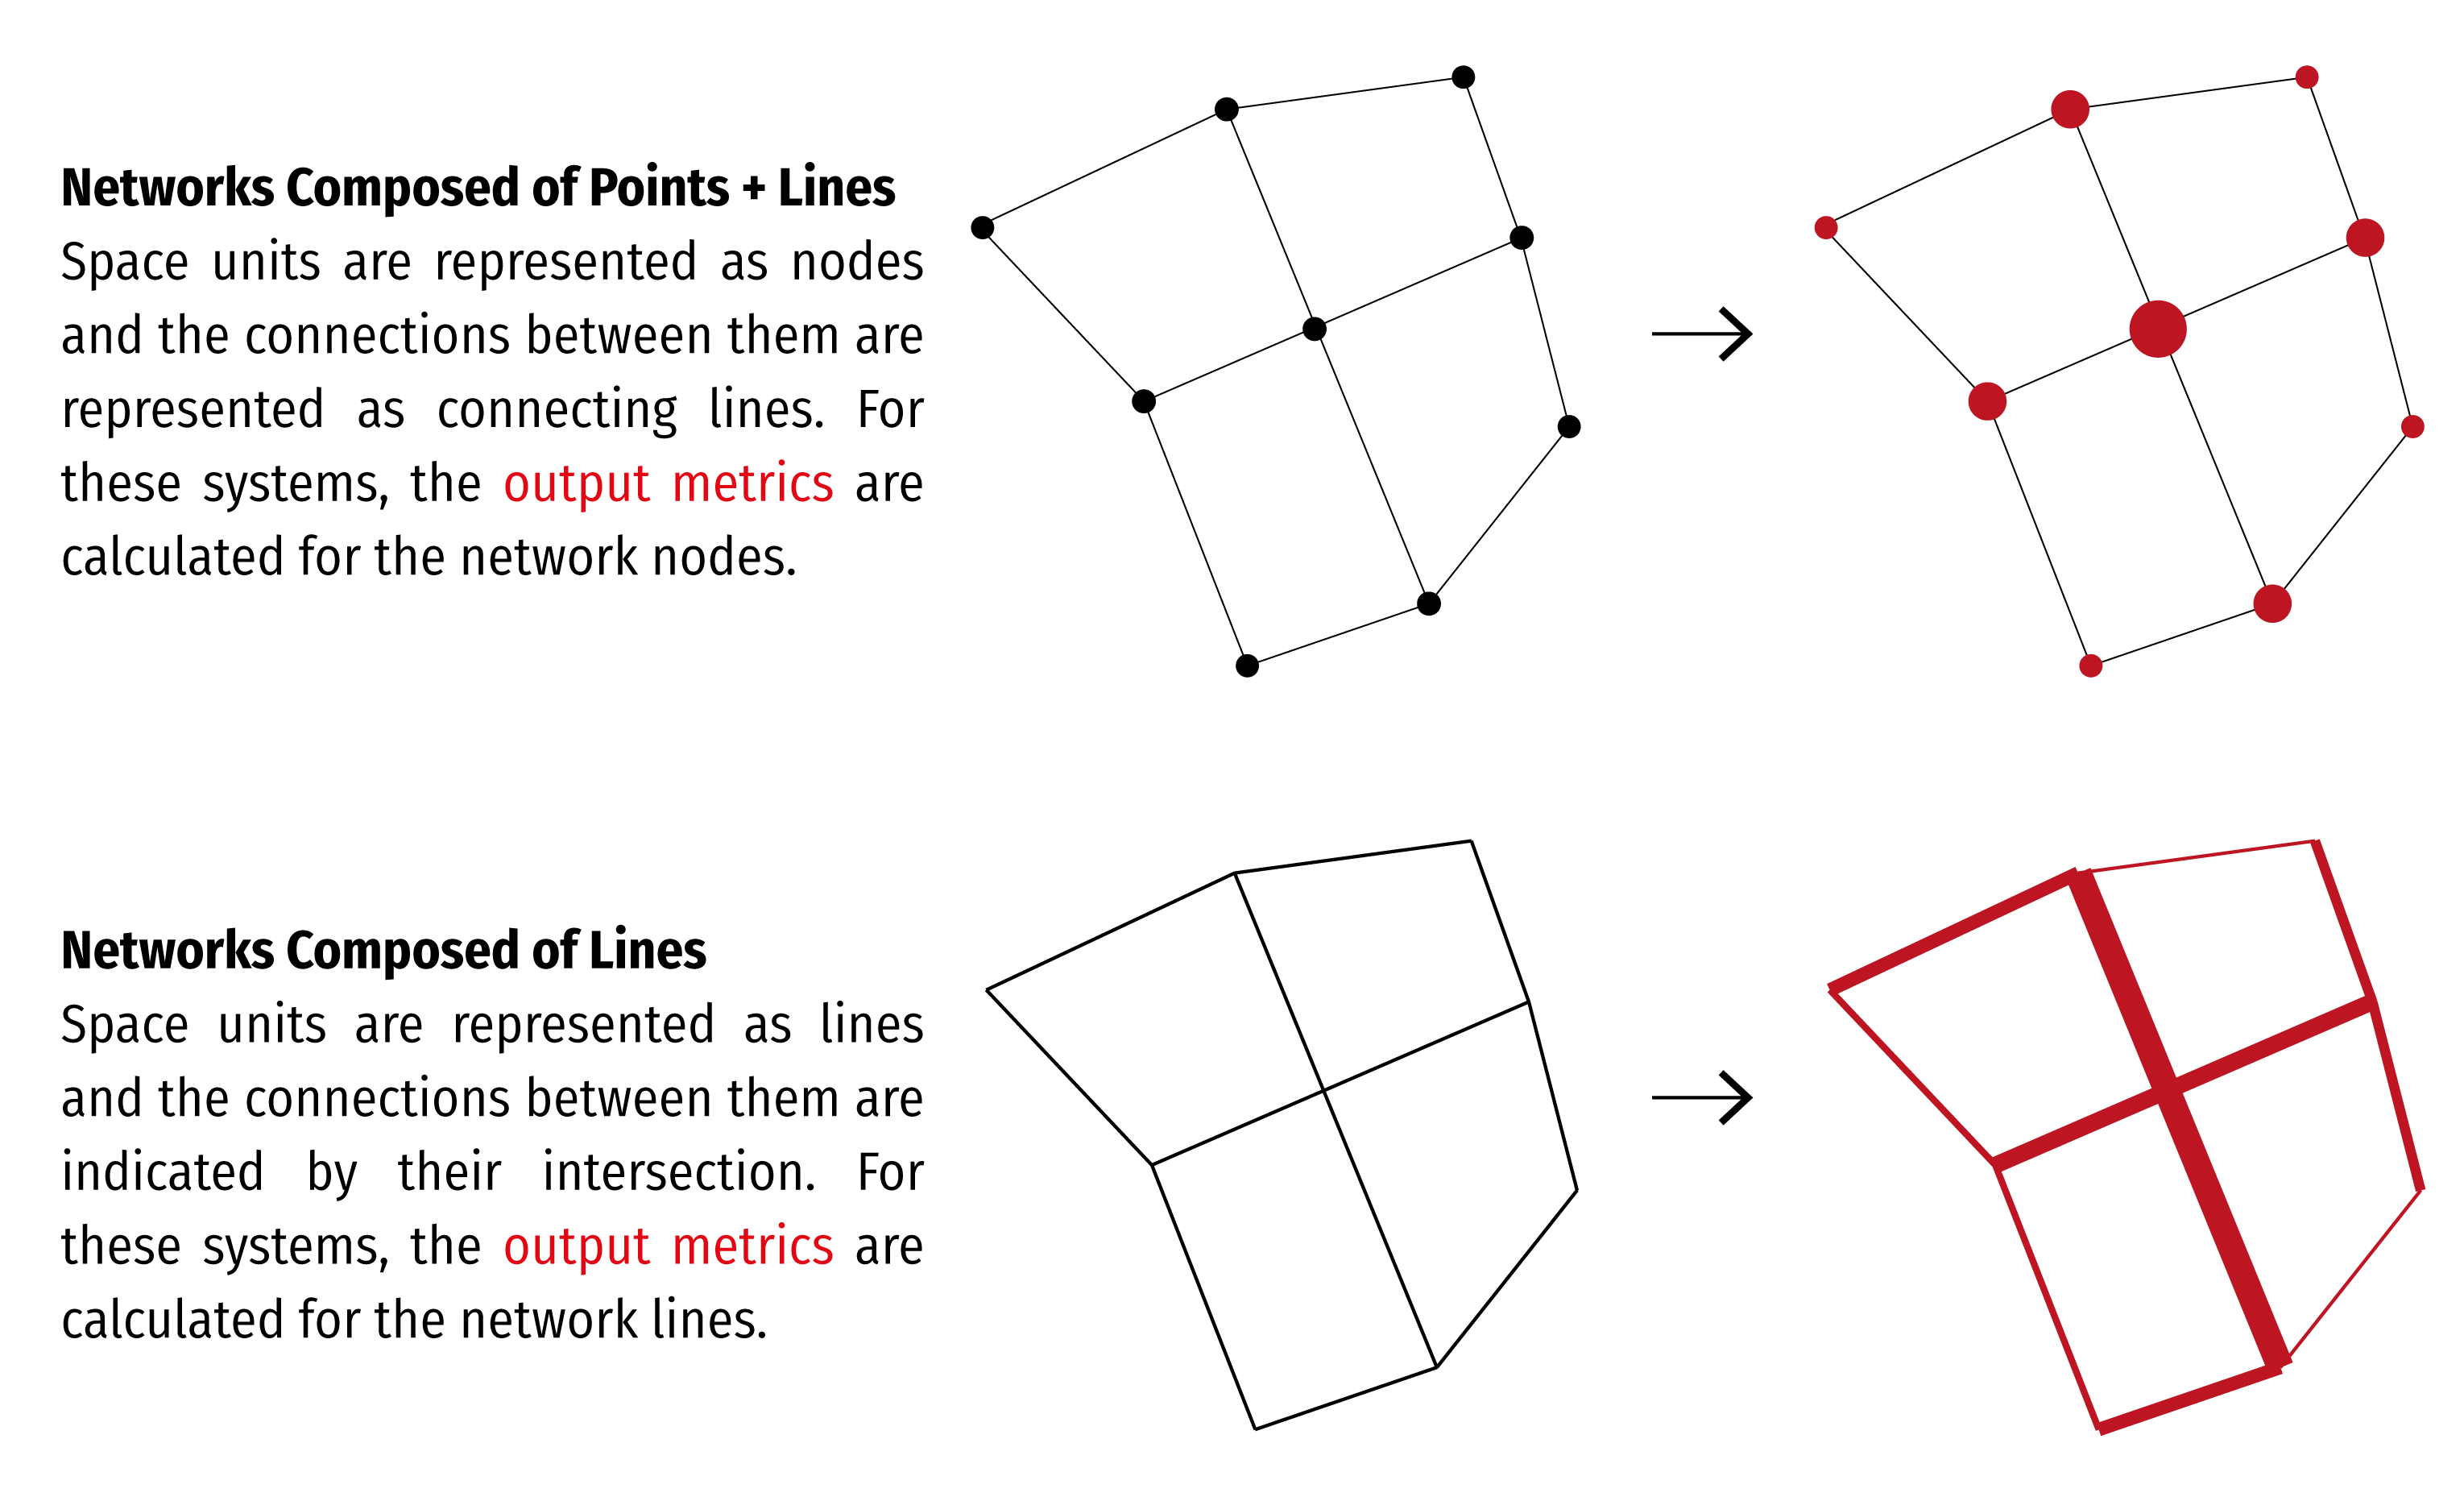 Networks Composed of Points + Lines
Space units are represented as nodes
and the connections between them are
represented as connecting lines. For
these systems, the output metrics are
calculated for the network nodes.
Networks Composed of Lines
Space units are represented as lines
and the connections between them are
indicated by their intersection. For
these systems, the output metrics are
calculated for the network lines.